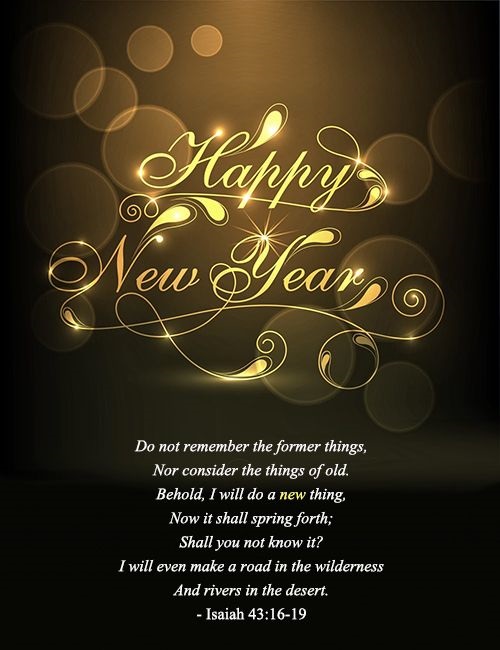 Happy
New Year
Do not remember the former things,
Nor consider the things of old.
Behold, I will do a new thing,
Now it shall spring forth;
Shall you not know it?
I will even make a road in the wilderness
And rivers in the desert.
- Isaiah 43:16-19